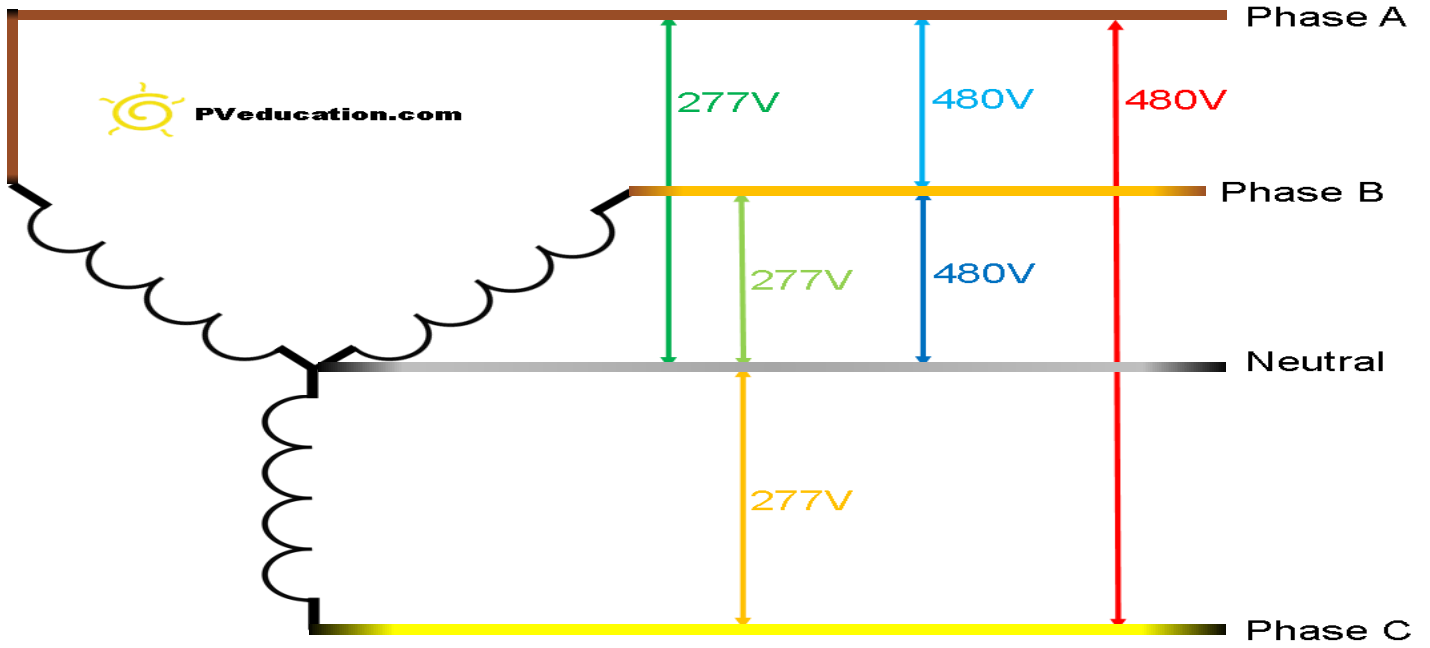 Phase A
277V
480V
480V
PVeducation.com
Phase B
277V
480V
Neutral
277V
Phase C